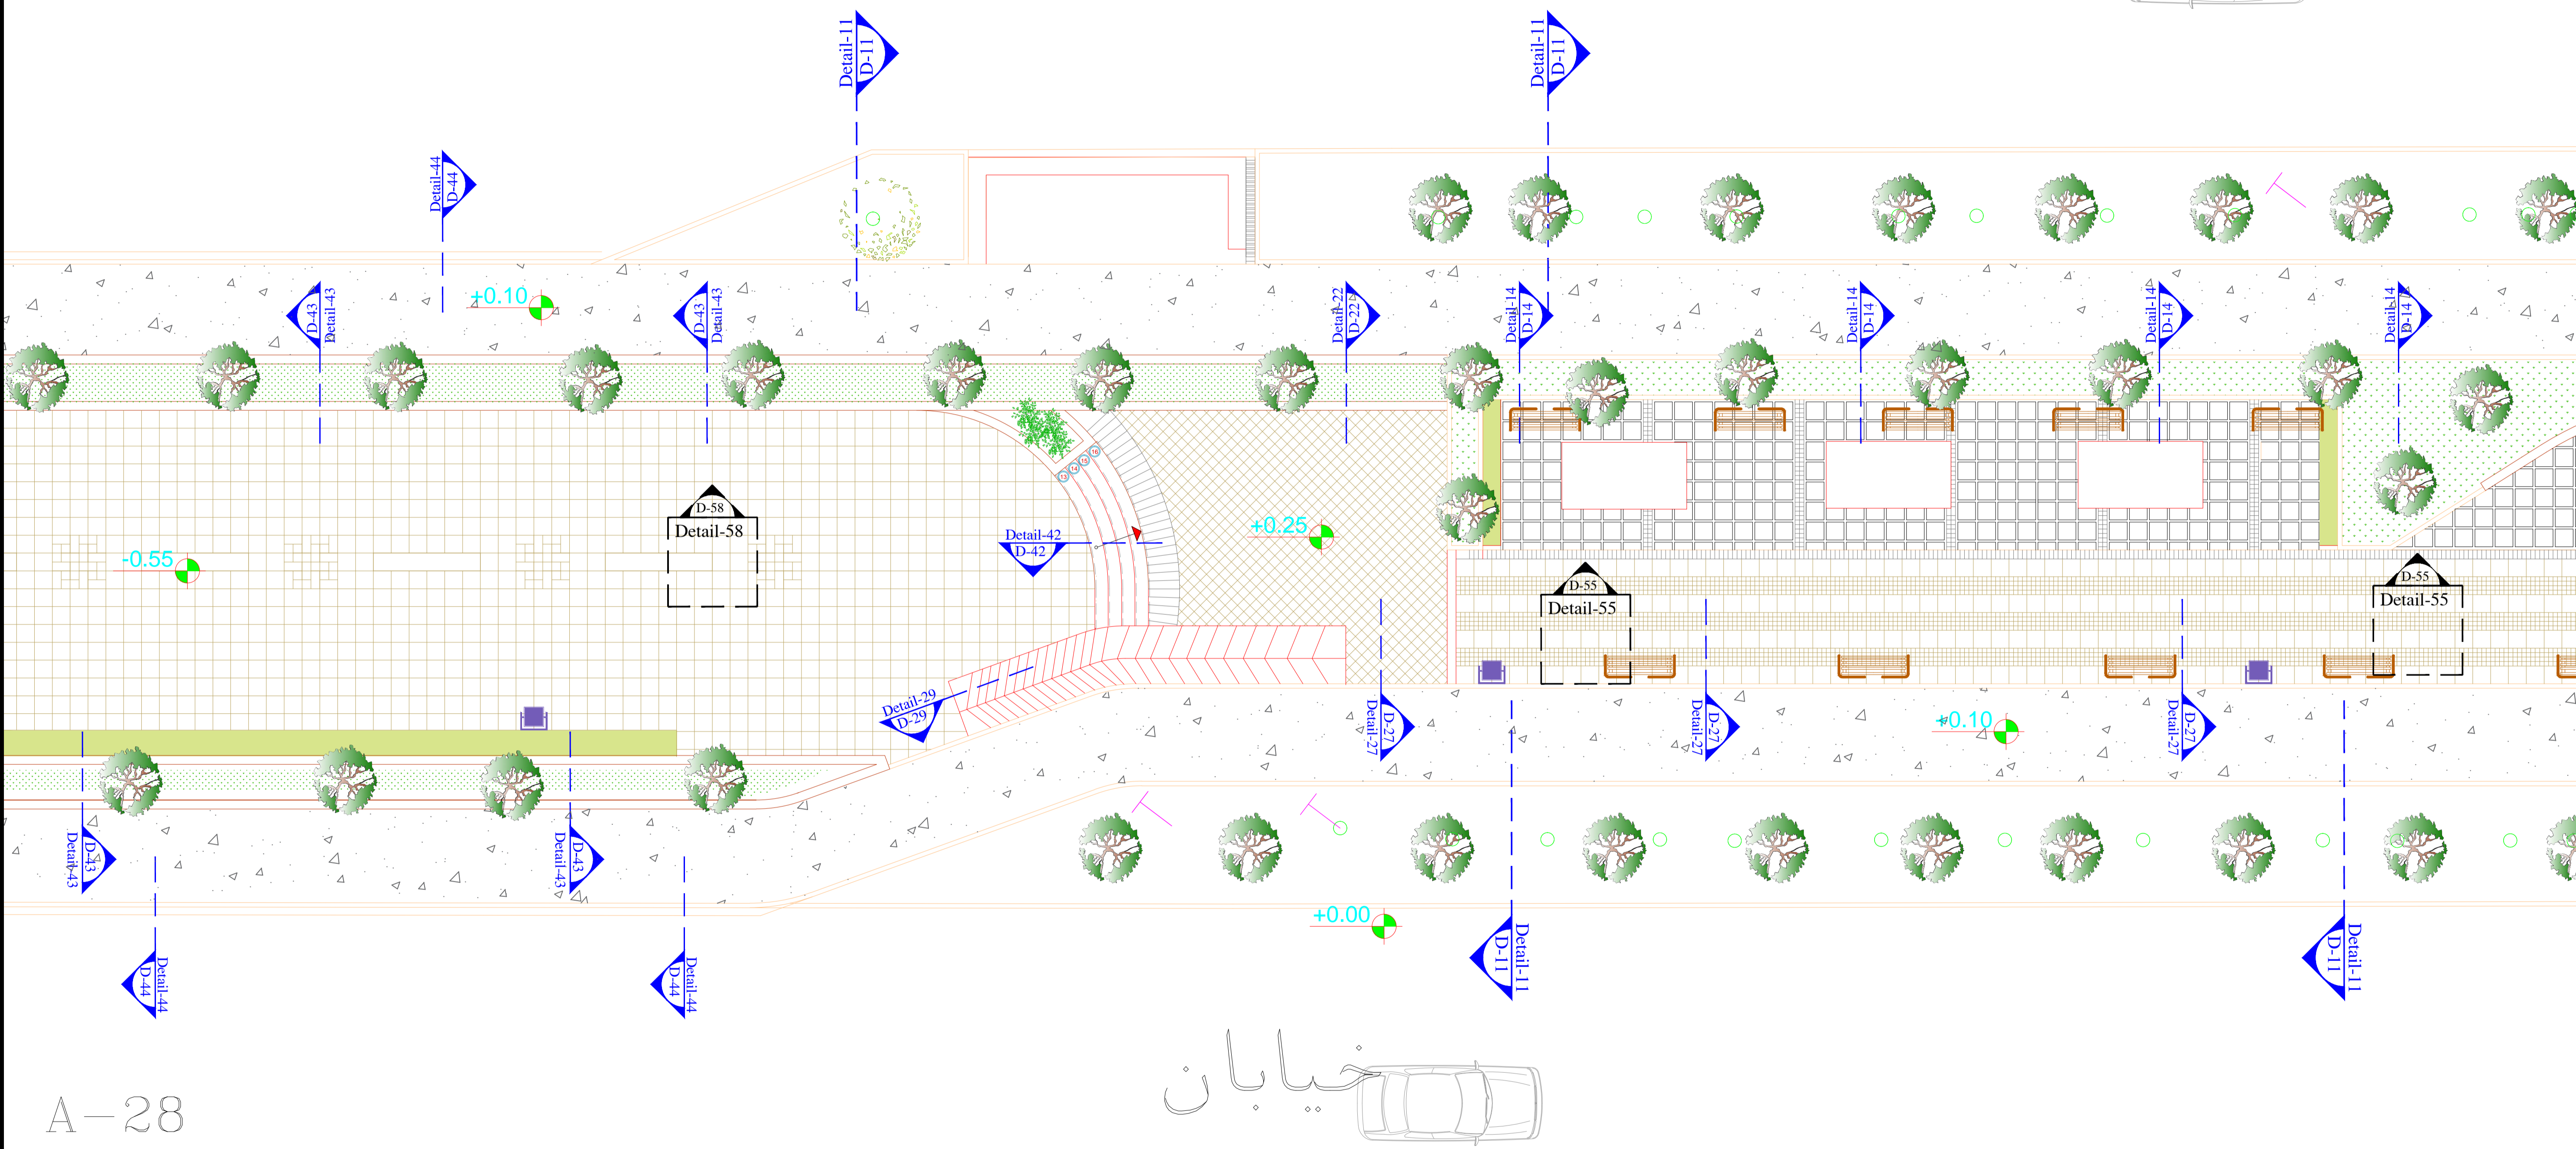 Detail-11
D-11
Detail-11
D-11
Detail-44
D-44
+0.10
D-43
Detail-43
D-43
Detail-43
Detail-22
D-22
Detail-14
D-14
Detail-14
D-14
Detail-14
D-14
Detail-14
D-14
13
14
15
16
D-58
Detail-58
-0.55
Detail-42
D-42
+0.25
D-55
Detail-55
D-55
Detail-55
Detail-29
D-29
D-27
Detail-27
D-27
Detail-27
+0.10
D-27
Detail-27
D-43
Detail-43
D-43
Detail-43
+0.00
Detail-44
D-44
Detail-44
D-44
Detail-11
D-11
Detail-11
D-11
خیابان
A-28